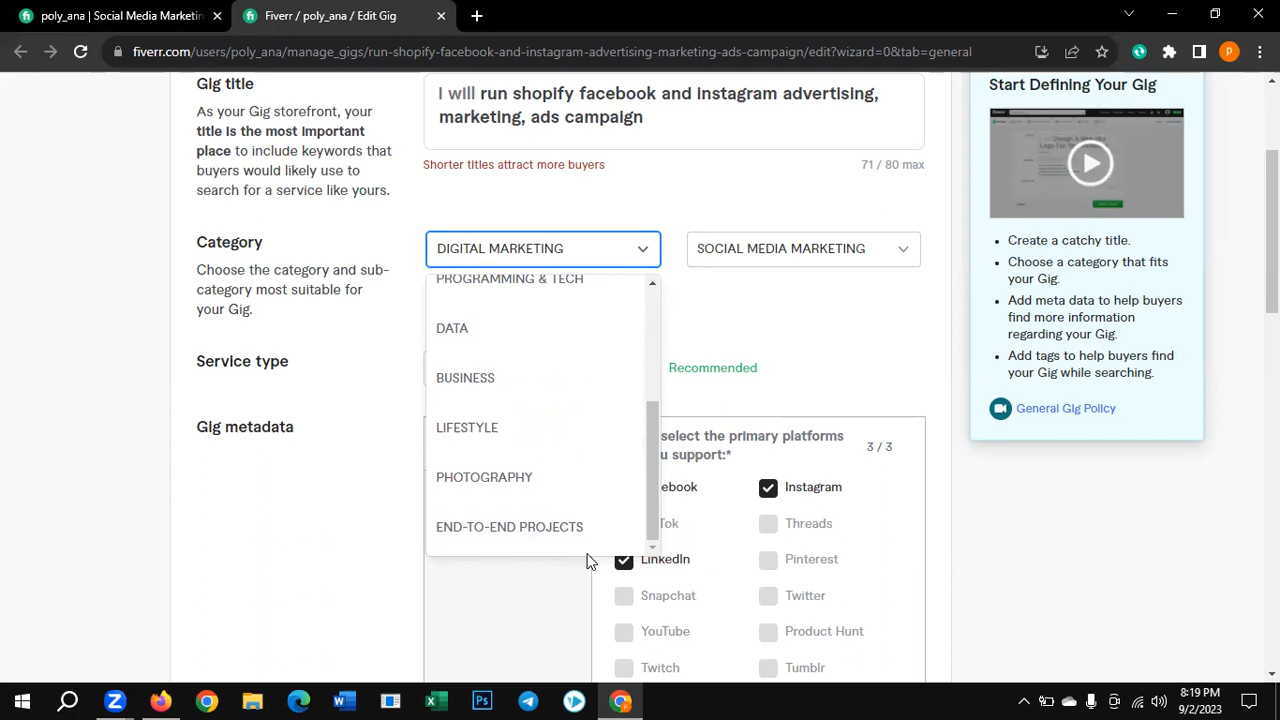 poly_ana | Social Media Marketin
Fiverr / poly_ana / Edit Gig
fiverr.com/users/poly_ana/manage_gigs/run-shopify-facebook-and-instagram-advertising-marketing-ads-campaign/edit?wizard=0&tab=general
p
Gig title
As your Gig storefront, your
title is the most important
place to include keywords that
buyers would likely use to
search for a service like yours.
I will run shopify facebook and instagram advertising,
marketing, ads campaign
Shorter titles attract more buyers
71 / 80 max
Category
Choose the category and sub-
category most suitable for
your Gig.
DIGITAL MARKETING
SOCIAL MEDIA MARKETING
PROGRAMMING & TECH
DATA
BUSINESS
LIFESTYLE
PHOTOGRAPHY
END-TO-END PROJECTS
Service type
Recommended
Gig metadata
select the primary platforms
u support:*
3 / 3
ebook
Instagram
Tok
Threads
LinkedIn
Pinterest
Snapchat
Twitter
YouTube
Product Hunt
Twitch
Tumblr
Start Defining Your Gig
• Create a catchy title.
• Choose a category that fits
your Gig.
• Add meta data to help buyers
find more information
regarding your Gig.
• Add tags to help buyers find
your Gig while searching.
General Gig Policy
8:19 PM
9/2/2023